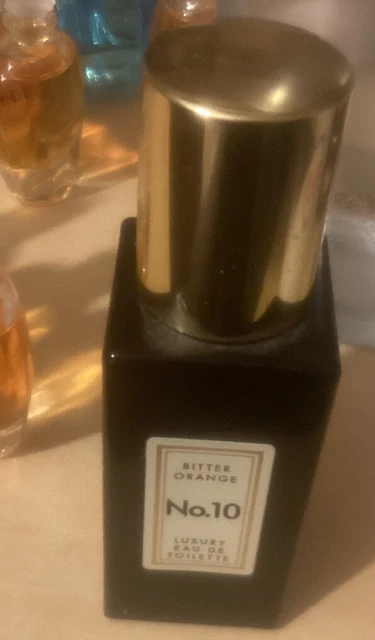 BITTER
ORANGE
No.10
LUXURY
EAU DE
TOILETTE